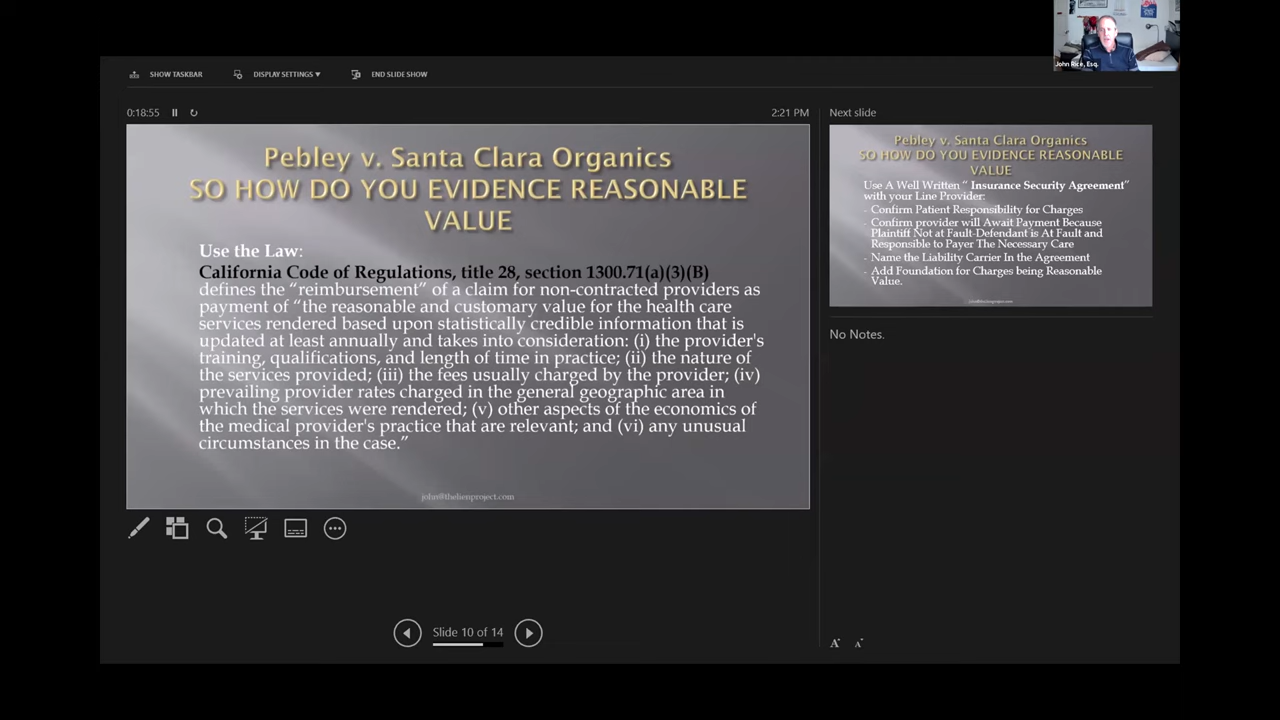 John Rice, Esq.
SHOW TASKBAR
DISPLAY SETTINGS ▼
END SLIDE SHOW
0:18:55
2:21 PM
Pebley v. Santa Clara Organics
SO HOW DO YOU EVIDENCE REASONABLE
VALUE
Use the Law:
California Code of Regulations, title 28, section 1300.71(a)(3)(B)
defines the “reimbursement” of a claim for non-contracted providers as
payment of “the reasonable and customary value for the health care
services rendered based upon statistically credible information that is
updated at least annually and takes into consideration: (i) the provider's
training, qualifications, and length of time in practice; (ii) the nature of
the services provided; (iii) the fees usually charged by the provider; (iv)
prevailing provider rates charged in the general geographic area in
which the services were rendered; (v) other aspects of the economics of
the medical provider's practice that are relevant; and (vi) any unusual
circumstances in the case.”
john@thelienproject.com
Slide 10 of 14
Next slide
Pebley v. Santa Clara Organics
SO HOW DO YOU EVIDENCE REASONABLE
VALUE
Use A Well Written “ Insurance Security Agreement”
with your Line Provider:
- Confirm Patient Responsibility for Charges
- Confirm provider will Await Payment Because
Plaintiff Not at Fault-Defendant is At Fault and
Responsible to Payer The Necessary Care
- Name the Liability Carrier In the Agreement
- Add Foundation for Charges being Reasonable
Value.
john@thelienproject.com
No Notes.
A A